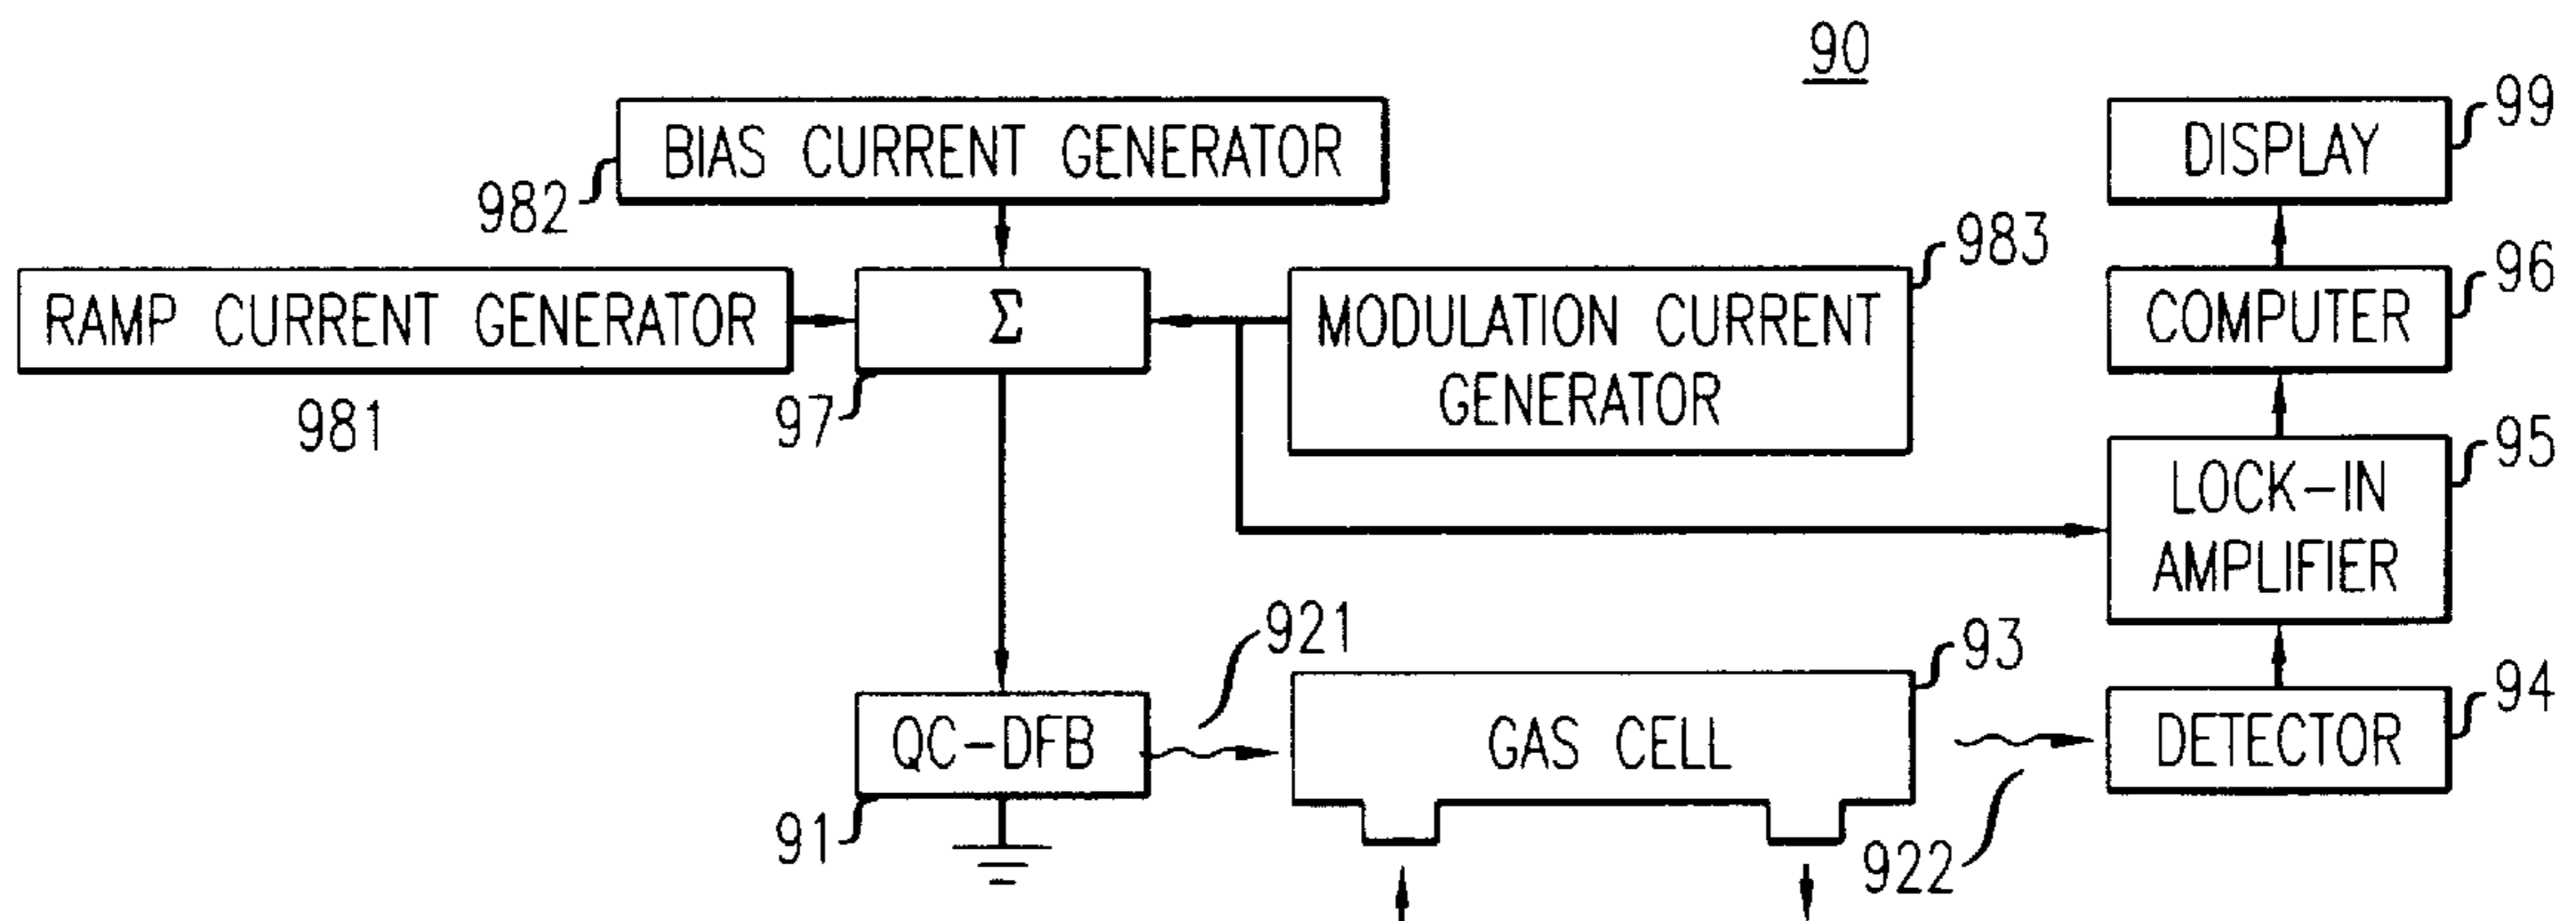 90
BIAS CURRENT GENERATOR
982
DISPLAY
99
RAMP CURRENT GENERATOR
981
Σ
97
MODULATION CURRENT
GENERATOR
983
COMPUTER
96
LOCK-IN
AMPLIFIER
95
QC-DFB
91
921
GAS CELL
93
922
DETECTOR
94